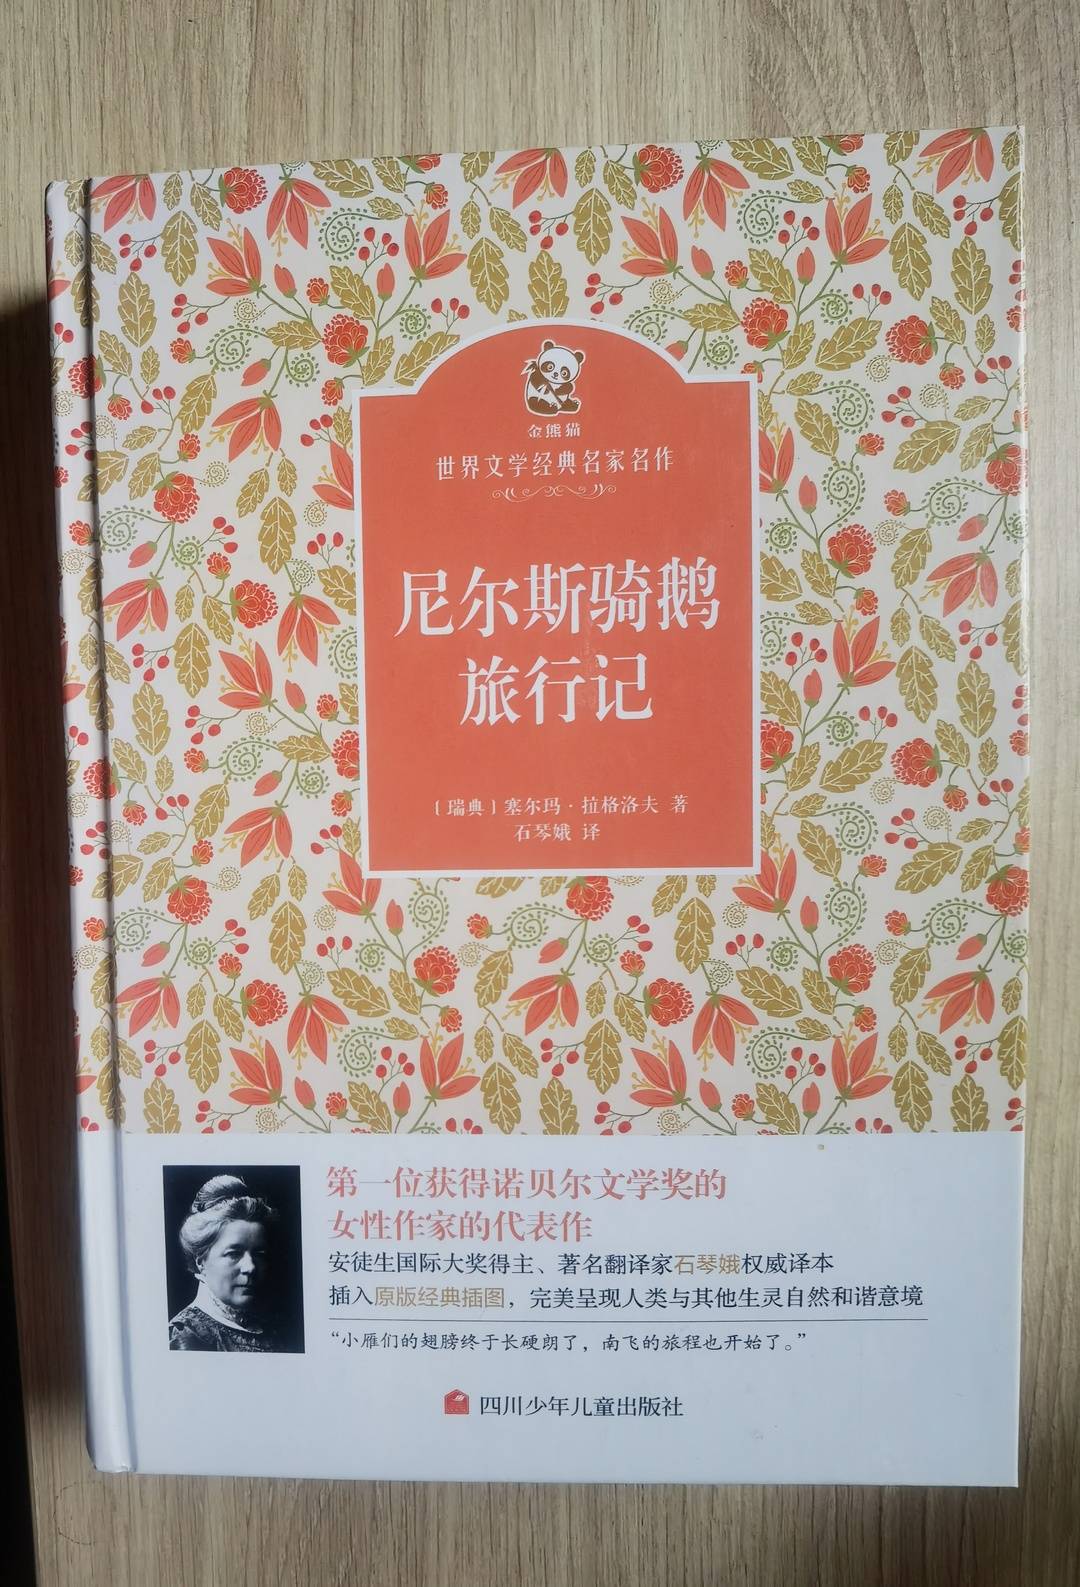 金熊猫
世界文学经典名家名作
尼尔斯骑鹅
旅行记
〔瑞典〕塞尔玛·拉格洛夫 著
石琴娥 译
第一位获得诺贝尔文学奖的
女性作家的代表作
安徒生国际大奖得主、著名翻译家石琴娥权威译本
插入原版经典插图，完美呈现人类与其他生灵自然和谐意境
“小雁们的翅膀终于长硬朗了，南飞的旅程也开始了。”
四川少年儿童出版社